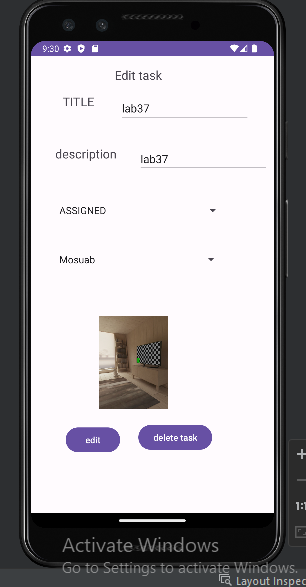 9:30
Edit task
TITLE
lab37
description
lab37
ASSIGNED
Mosuab
edit
delete task
Activate Windows
Go to Settings to activate Windows.
1:1
Layout Inspec